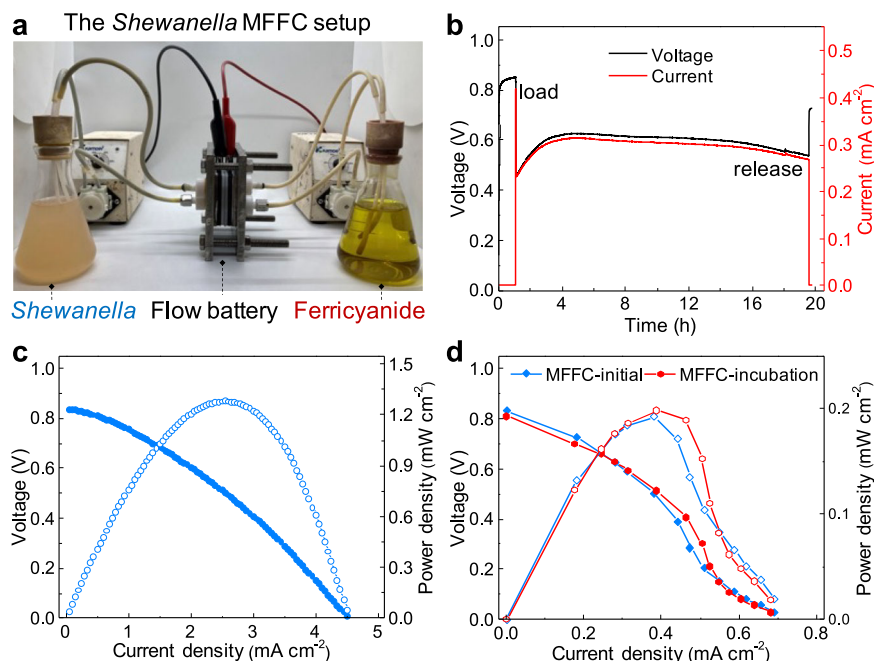 a
The Shewanella MFFC setup
Shewanella
Flow battery
Ferricyanide
b
1.0
0.8
0.6
0.4
0.2
0.0
Voltage (V)
Voltage
Current
load
release
0.5
0.4
0.3
0.2
0.1
0.0
Current (mA cm-2)
0 4 8 12 16 20
Time (h)
c
1.0
0.8
0.6
0.4
0.2
0.0
Voltage (V)
1.5
1.2
0.9
0.6
0.3
0.0
Power density (mW cm-2)
0 1 2 3 4 5
Current density (mA cm-2)
d
1.0
0.8
0.6
0.4
0.2
0.0
Voltage (V)
MFFC-initial
MFFC-incubation
0.2
0.1
0.0
Power density (mW cm-2)
0.0 0.2 0.4 0.6 0.8
Current density (mA cm-2)